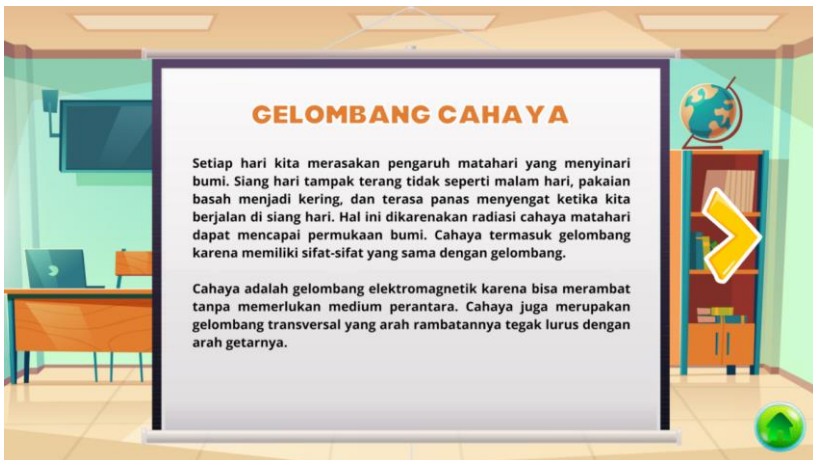 GELOMBANG CAHAYA
Setiap hari kita merasakan pengaruh matahari yang menyinari
bumi. Siang hari tampak terang tidak seperti malam hari, pakaian
basah menjadi kering, dan terasa panas menyengat ketika kita
berjalan di siang hari. Hal ini dikarenakan radiasi cahaya matahari
dapat mencapai permukaan bumi. Cahaya termasuk gelombang
karena memiliki sifat-sifat yang sama dengan gelombang.
Cahaya adalah gelombang elektromagnetik karena bisa merambat
tanpa memerlukan medium perantara. Cahaya juga merupakan
gelombang transversal yang arah rambatannya tegak lurus dengan
arah getarnya.